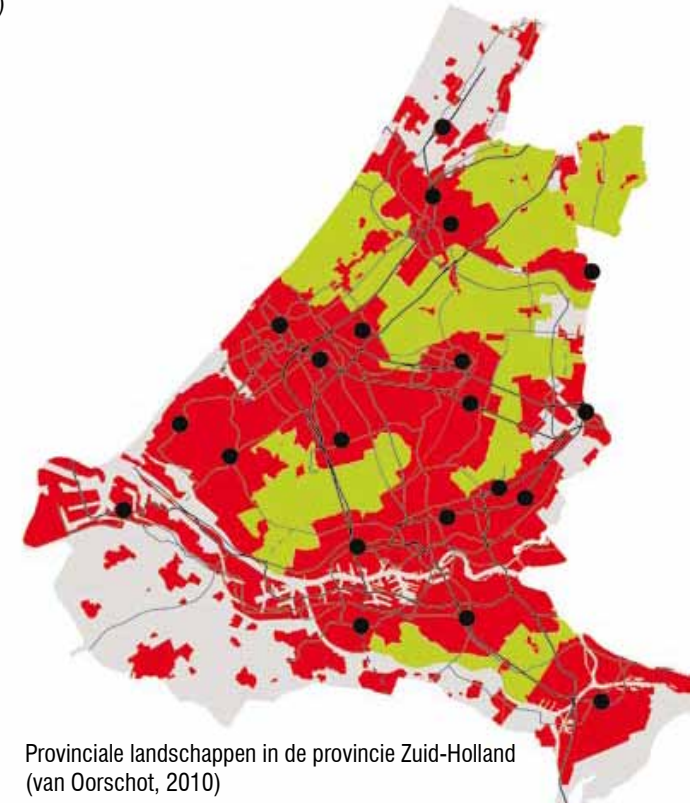 )
Provinciale landschappen in de provincie Zuid-Holland
(van Oorschot, 2010)